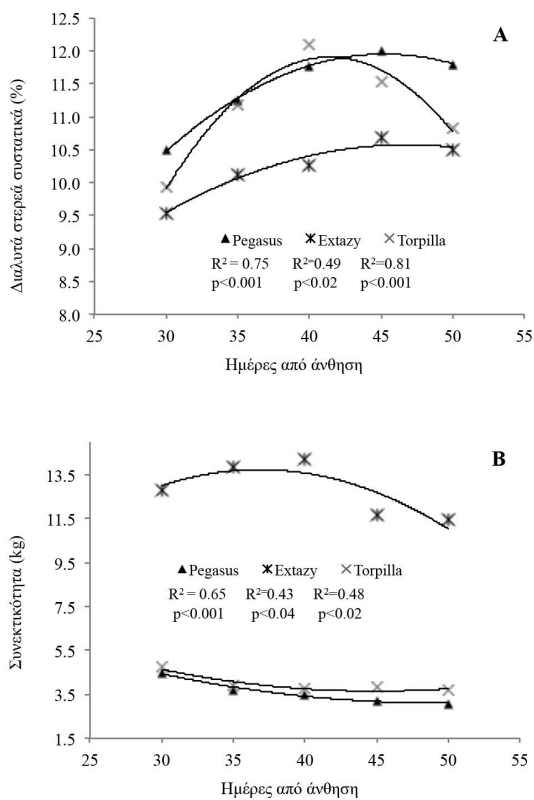 A
Διαλυτά στερεά συστατικά (%)
12.5
12.0
11.5
11.0
10.5
10.0
9.5
9.0
8.5
8.0
Pegasus Extazy Torpilla
R² = 0.75 R²=0.49 R²=0.81
p<0.001 p<0.02 p<0.001
25 30 35 40 45 50 55
Ημέρες από άνθηση
B
Συνεκτικότητα (kg)
13.5
11.5
9.5
7.5
5.5
3.5
1.5
Pegasus Extazy Torpilla
R² = 0.65 R²=0.43 R²=0.48
p<0.001 p<0.04 p<0.02
25 30 35 40 45 50 55
Ημέρες από άνθηση